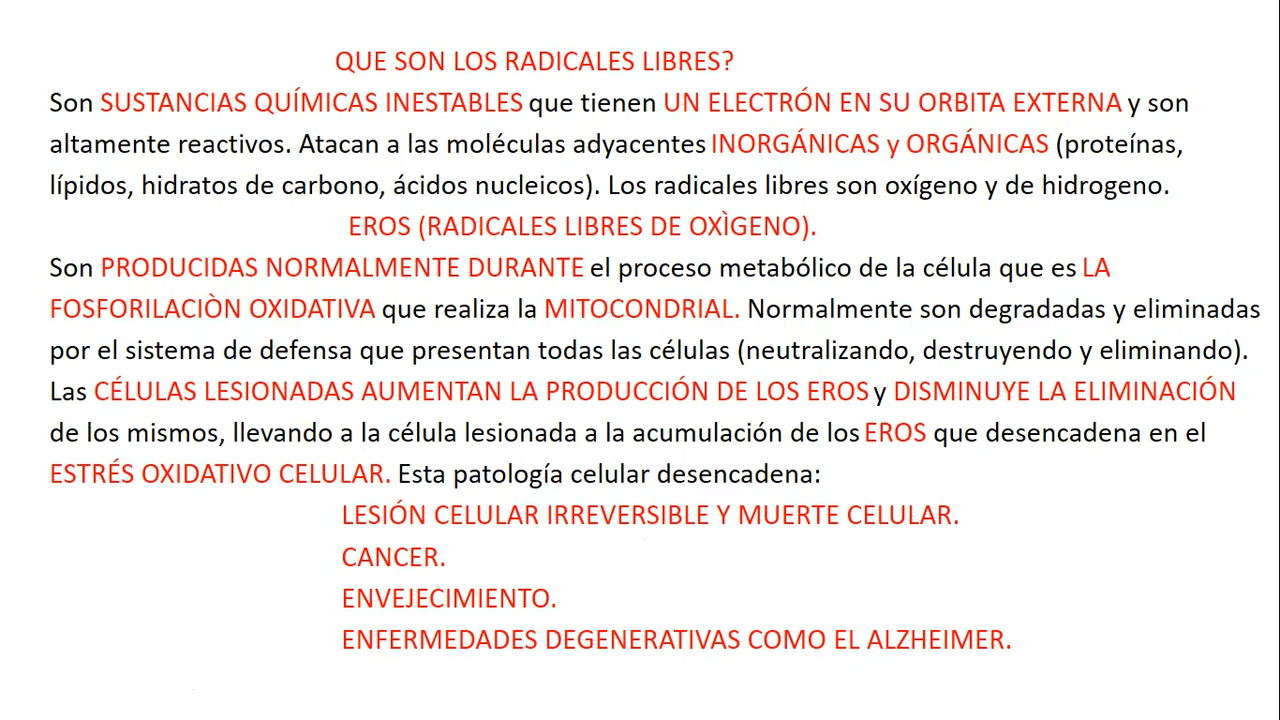 QUE SON LOS RADICALES LIBRES?
Son SUSTANCIAS QUÍMICAS INESTABLES que tienen UN ELECTRÓN EN SU ORBITA EXTERNA y son
altamente reactivos. Atacan a las moléculas adyacentes INORGÁNICAS y ORGÁNICAS (proteínas,
lípidos, hidratos de carbono, ácidos nucleicos). Los radicales libres son oxígeno y de hidrogeno.
EROS (RADICALES LIBRES DE OXÌGENO).
Son PRODUCIDAS NORMALMENTE DURANTE el proceso metabólico de la célula que es LA
FOSFORILACIÒN OXIDATIVA que realiza la MITOCONDRIAL. Normalmente son degradadas y eliminadas
por el sistema de defensa que presentan todas las células (neutralizando, destruyendo y eliminando).
Las CÉLULAS LESIONADAS AUMENTAN LA PRODUCCIÓN DE LOS EROS y DISMINUYE LA ELIMINACIÓN
de los mismos, llevando a la célula lesionada a la acumulación de los EROS que desencadena en el
ESTRÉS OXIDATIVO CELULAR. Esta patología celular desencadena:
LESIÓN CELULAR IRREVERSIBLE Y MUERTE CELULAR.
CANCER.
ENVEJECIMIENTO.
ENFERMEDADES DEGENERATIVAS COMO EL ALZHEIMER.